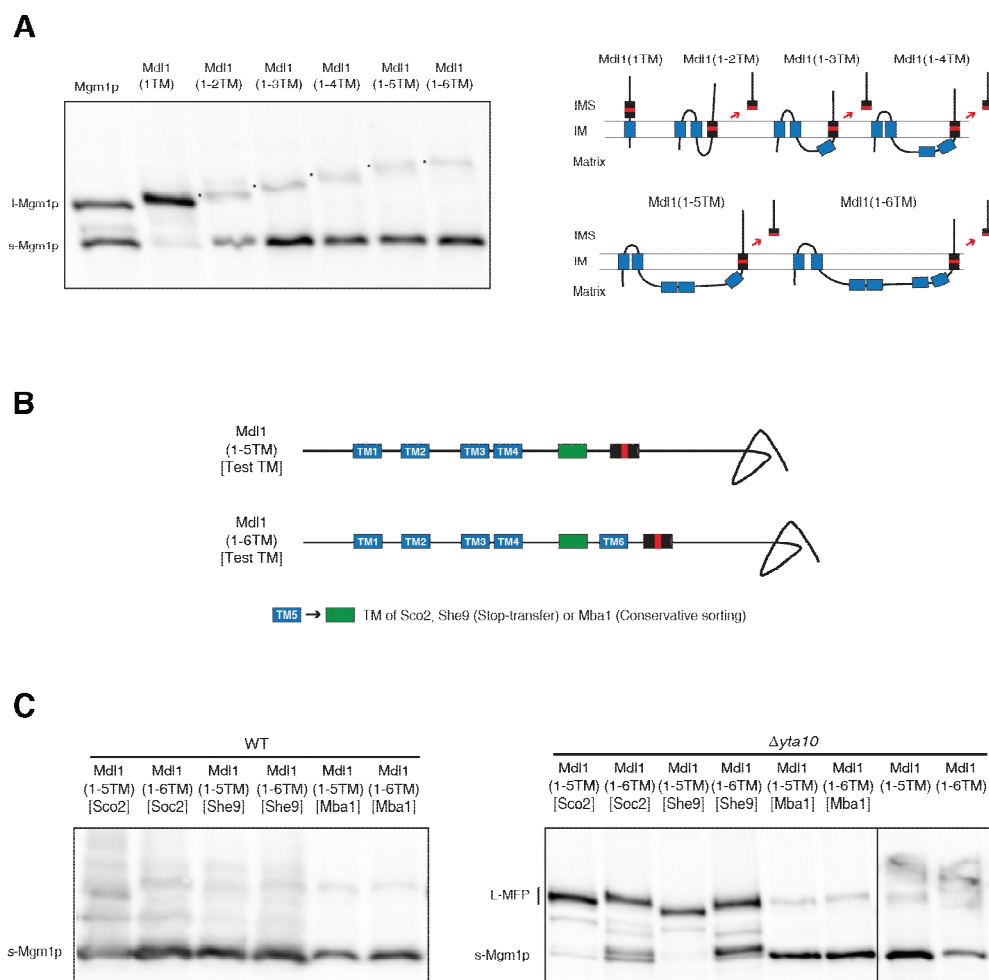 A
Mgm1p
Mdl1
(1TM)
Mdl1
(1-2TM)
Mdl1
(1-3TM)
Mdl1
(1-4TM)
Mdl1
(1-5TM)
Mdl1
(1-6TM)
l-Mgm1p
s-Mgm1p
*
*
*
*
*
Mdl1(1TM)
Mdl1(1-2TM)
Mdl1(1-3TM)
Mdl1(1-4TM)
IMS
IM
Matrix
Mdl1(1-5TM)
Mdl1(1-6TM)
IMS
IM
Matrix
B
Mdl1
(1-5TM)
[Test TM]
TM1 TM2 TM3 TM4
Mdl1
(1-6TM)
[Test TM]
TM1 TM2 TM3 TM4 TM6
TM5 → TM of Sco2, She9 (Stop-transfer) or Mba1 (Conservative sorting)
C
WT
Mdl1
(1-5TM)
[Sco2]
Mdl1
(1-6TM)
[Soc2]
Mdl1
(1-5TM)
[She9]
Mdl1
(1-6TM)
[She9]
Mdl1
(1-5TM)
[Mba1]
Mdl1
(1-6TM)
[Mba1]
s-Mgm1p
Δyta10
Mdl1
(1-5TM)
[Sco2]
Mdl1
(1-6TM)
[Soc2]
Mdl1
(1-5TM)
[She9]
Mdl1
(1-6TM)
[She9]
Mdl1
(1-5TM)
[Mba1]
Mdl1
(1-6TM)
[Mba1]
Mdl1
(1-5TM)
Mdl1
(1-6TM)
L-MFP
s-Mgm1p